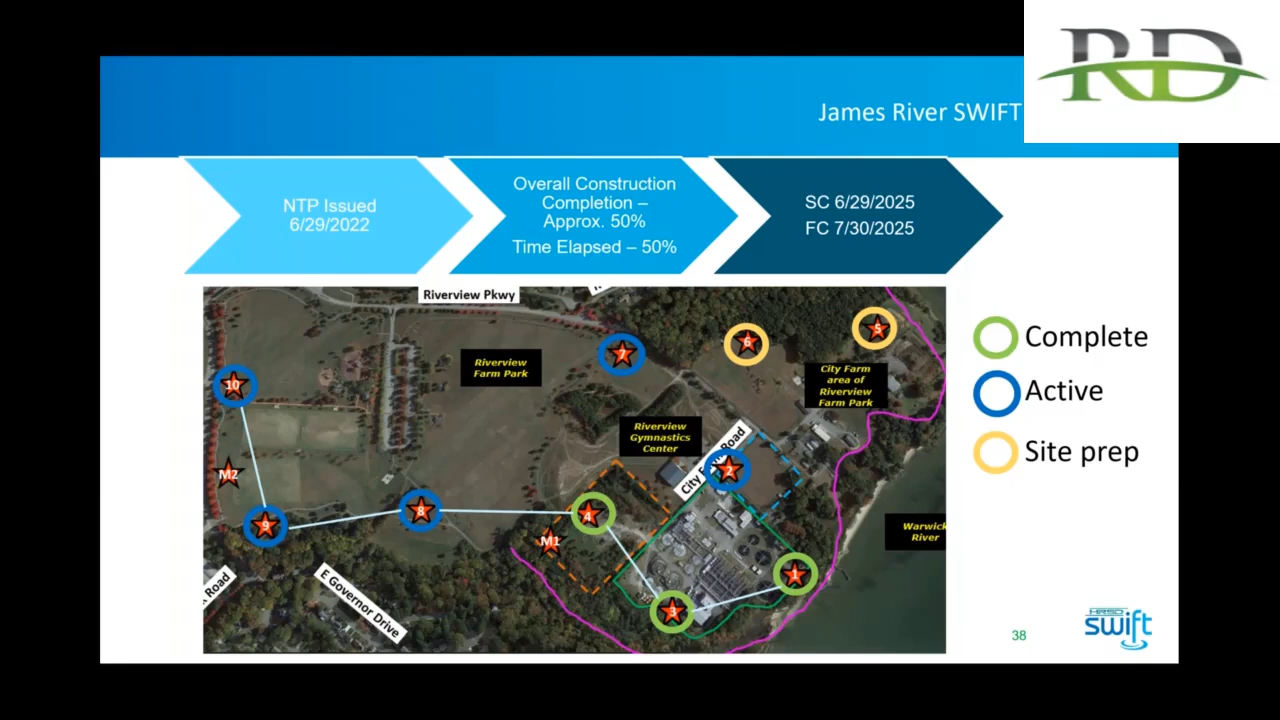 RD
James River SWIFT
NTP Issued
6/29/2022
Overall Construction
Completion –
Approx. 50%
Time Elapsed – 50%
SC 6/29/2025
FC 7/30/2025
Riverview Pkwy
5
6
7
Riverview
Farm Park
City Farm
area of
Riverview
Farm Park
10
Riverview
Gymnastics
Center
City
Road
2
M2
9
8
4
M1
Warwick
River
1
3
Road
E Governor Drive
Complete
Active
Site prep
38
HRSD
swift